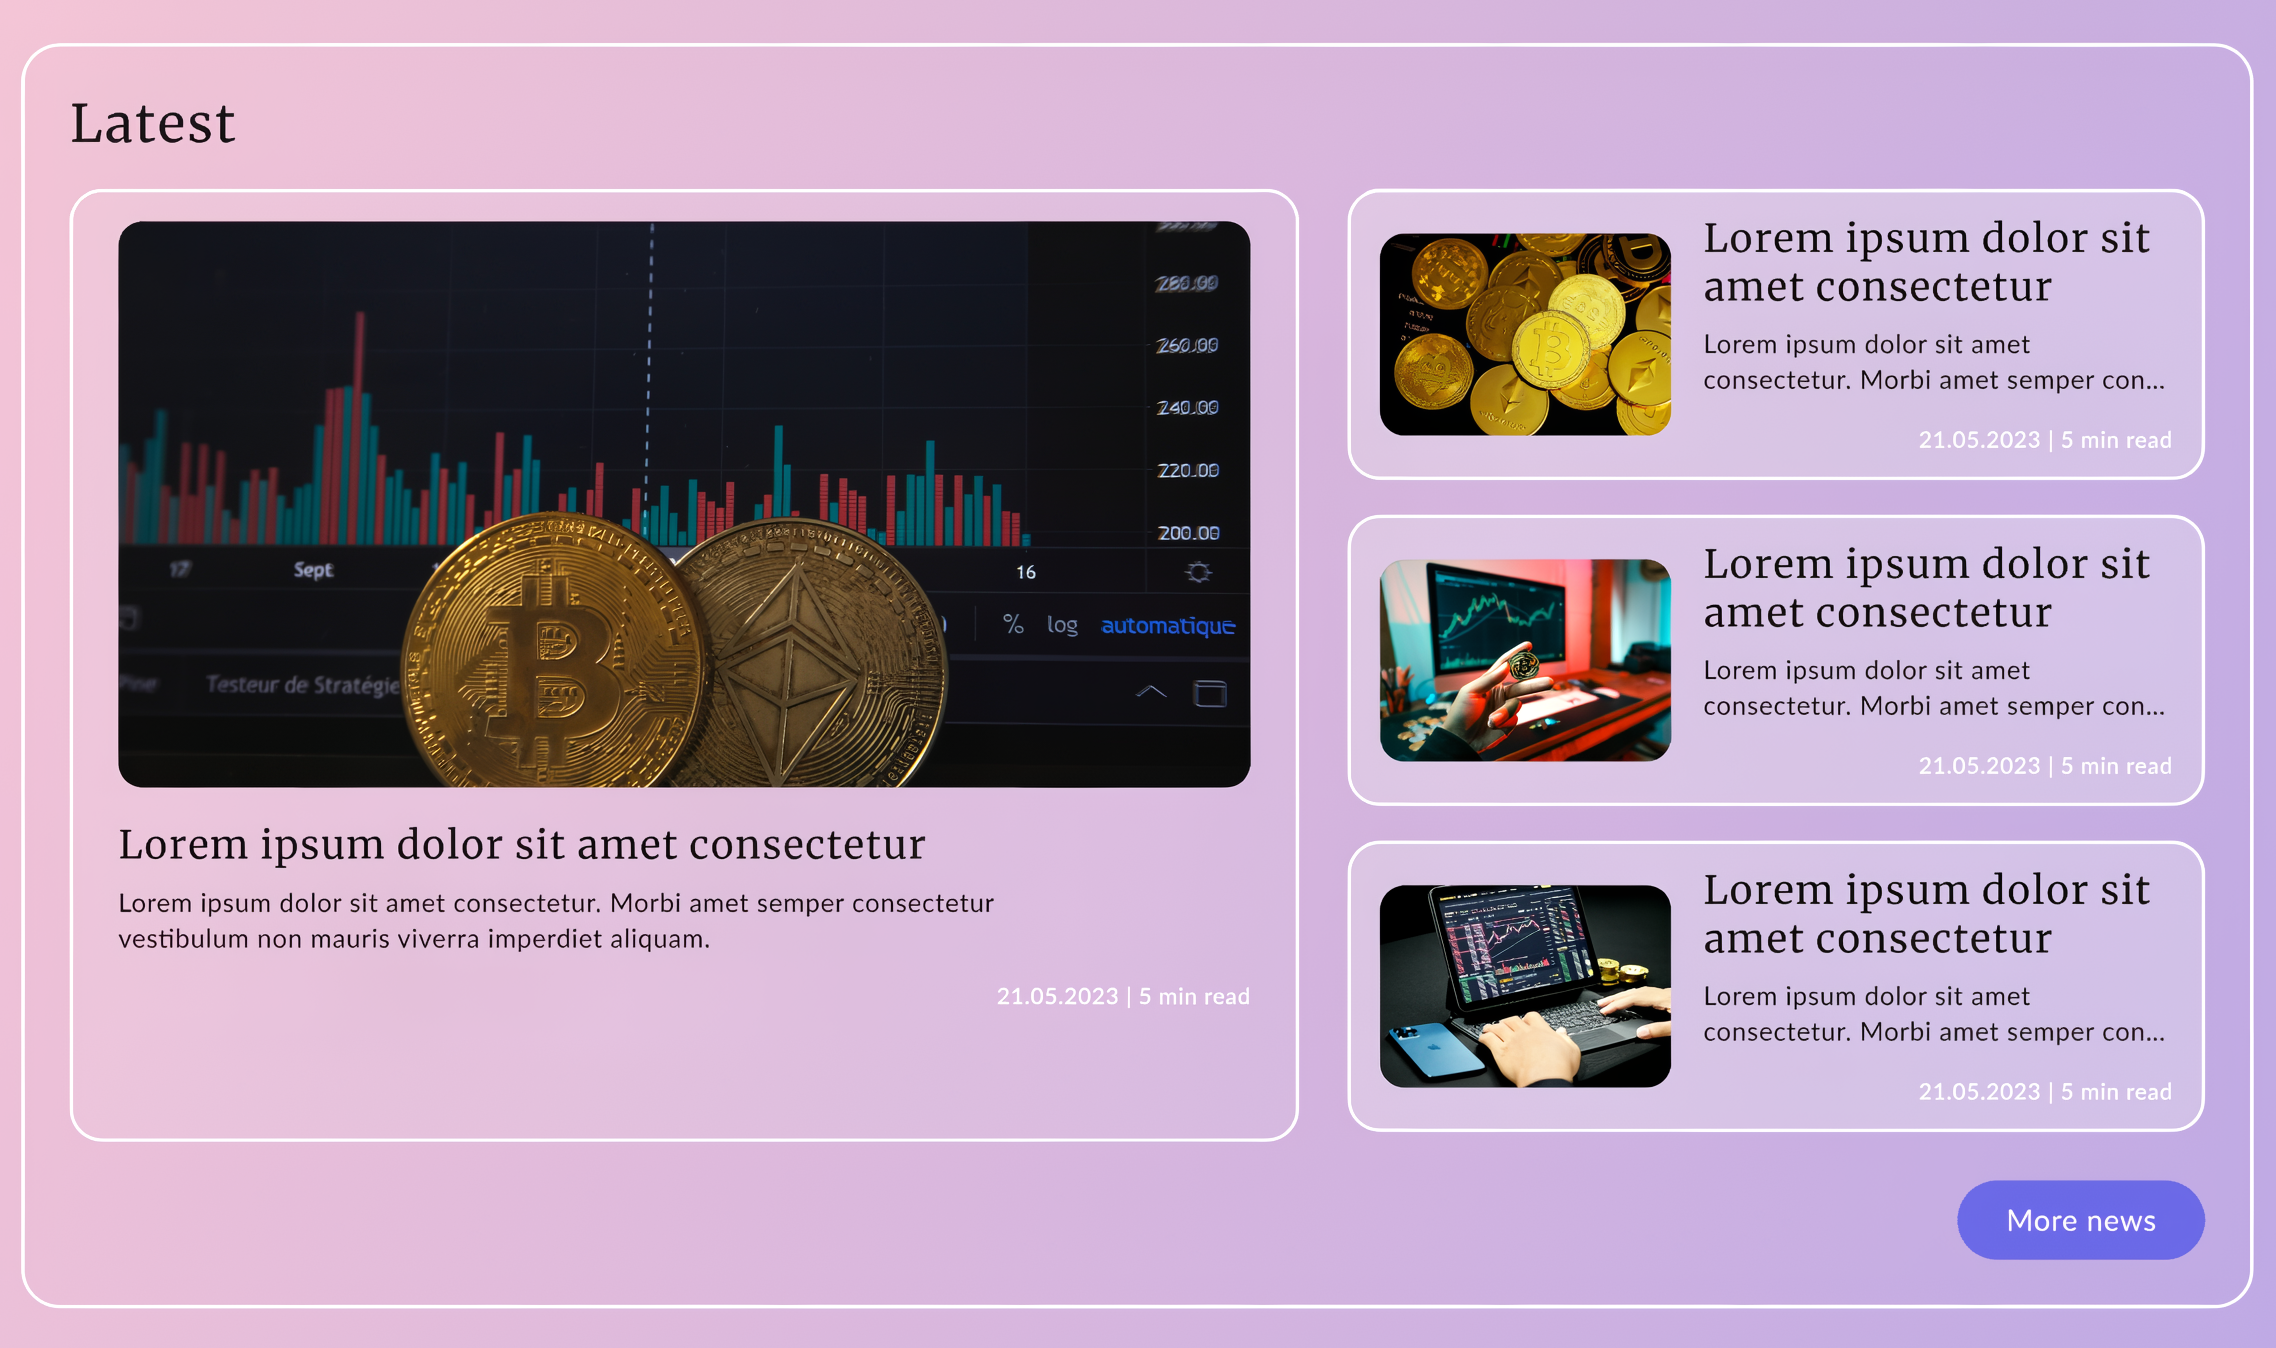 Latest
280.00
260.00
240.00
220.00
200.00
17
Sept
16
% log automatique
Testeur de Stratégie
Lorem ipsum dolor sit amet consectetur
Lorem ipsum dolor sit amet consectetur. Morbi amet semper consectetur
vestibulum non mauris viverra imperdiet aliquam.
21.05.2023 | 5 min read
Lorem ipsum dolor sit
amet consectetur
Lorem ipsum dolor sit amet
consectetur. Morbi amet semper con...
21.05.2023 | 5 min read
Lorem ipsum dolor sit
amet consectetur
Lorem ipsum dolor sit amet
consectetur. Morbi amet semper con...
21.05.2023 | 5 min read
Lorem ipsum dolor sit
amet consectetur
Lorem ipsum dolor sit amet
consectetur. Morbi amet semper con...
21.05.2023 | 5 min read
More news